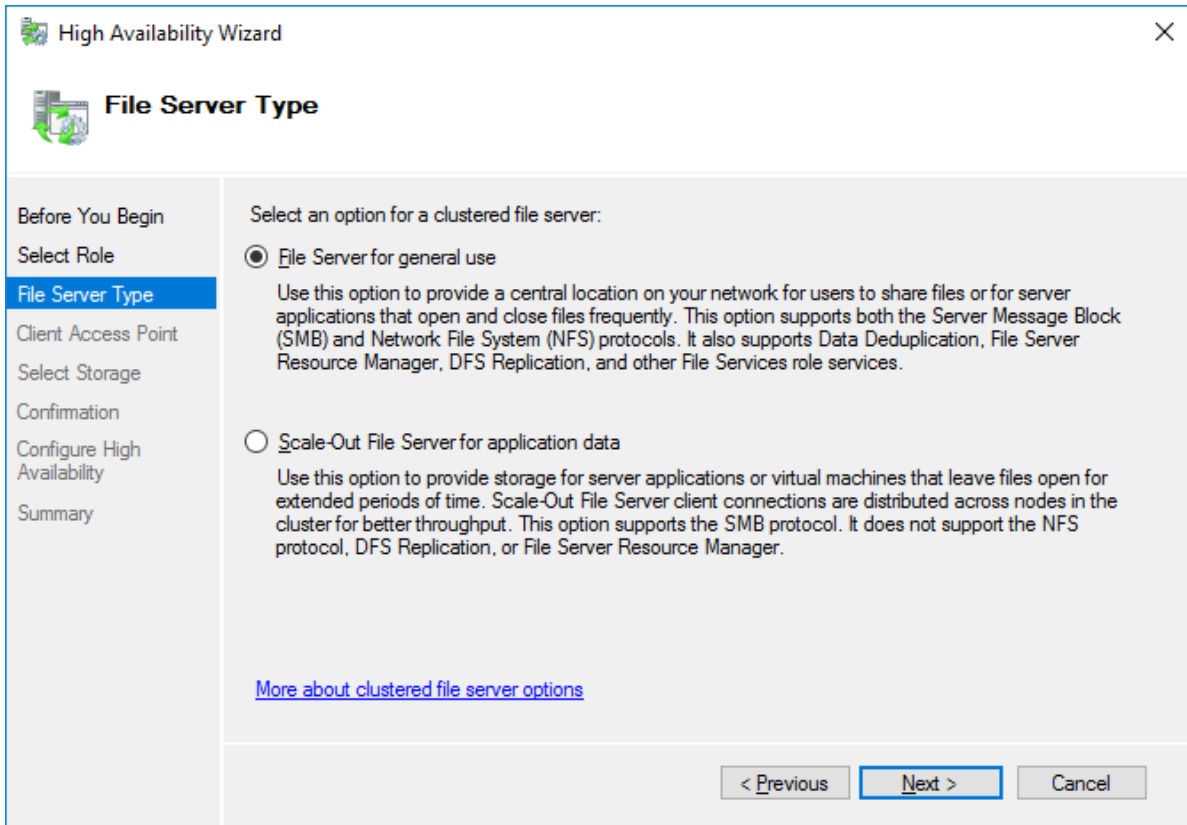 High Availability Wizard
File Server Type
Before You Begin
Select Role
File Server Type
Client Access Point
Select Storage
Confirmation
Configure High
Availability
Summary
Select an option for a clustered file server:
File Server for general use
Use this option to provide a central location on your network for users to share files or for server
applications that open and close files frequently. This option supports both the Server Message Block
(SMB) and Network File System (NFS) protocols. It also supports Data Deduplication, File Server
Resource Manager, DFS Replication, and other File Services role services.
Scale-Out File Server for application data
Use this option to provide storage for server applications or virtual machines that leave files open for
extended periods of time. Scale-Out File Server client connections are distributed across nodes in the
cluster for better throughput. This option supports the SMB protocol. It does not support the NFS
protocol, DFS Replication, or File Server Resource Manager.
More about clustered file server options
< Previous
Next >
Cancel